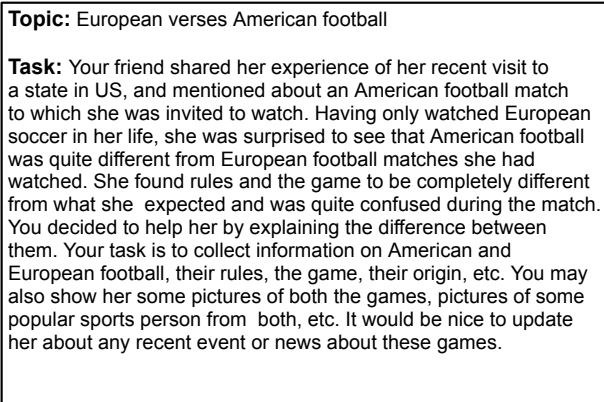 Topic: European verses American football
Task: Your friend shared her experience of her recent visit to
a state in US, and mentioned about an American football match
to which she was invited to watch. Having only watched European
soccer in her life, she was surprised to see that American football
was quite different from European football matches she had
watched. She found rules and the game to be completely different
from what she  expected and was quite confused during the match.
You decided to help her by explaining the difference between
them. Your task is to collect information on American and
European football, their rules, the game, their origin, etc. You may
also show her some pictures of both the games, pictures of some
popular sports person from  both, etc. It would be nice to update
her about any recent event or news about these games.